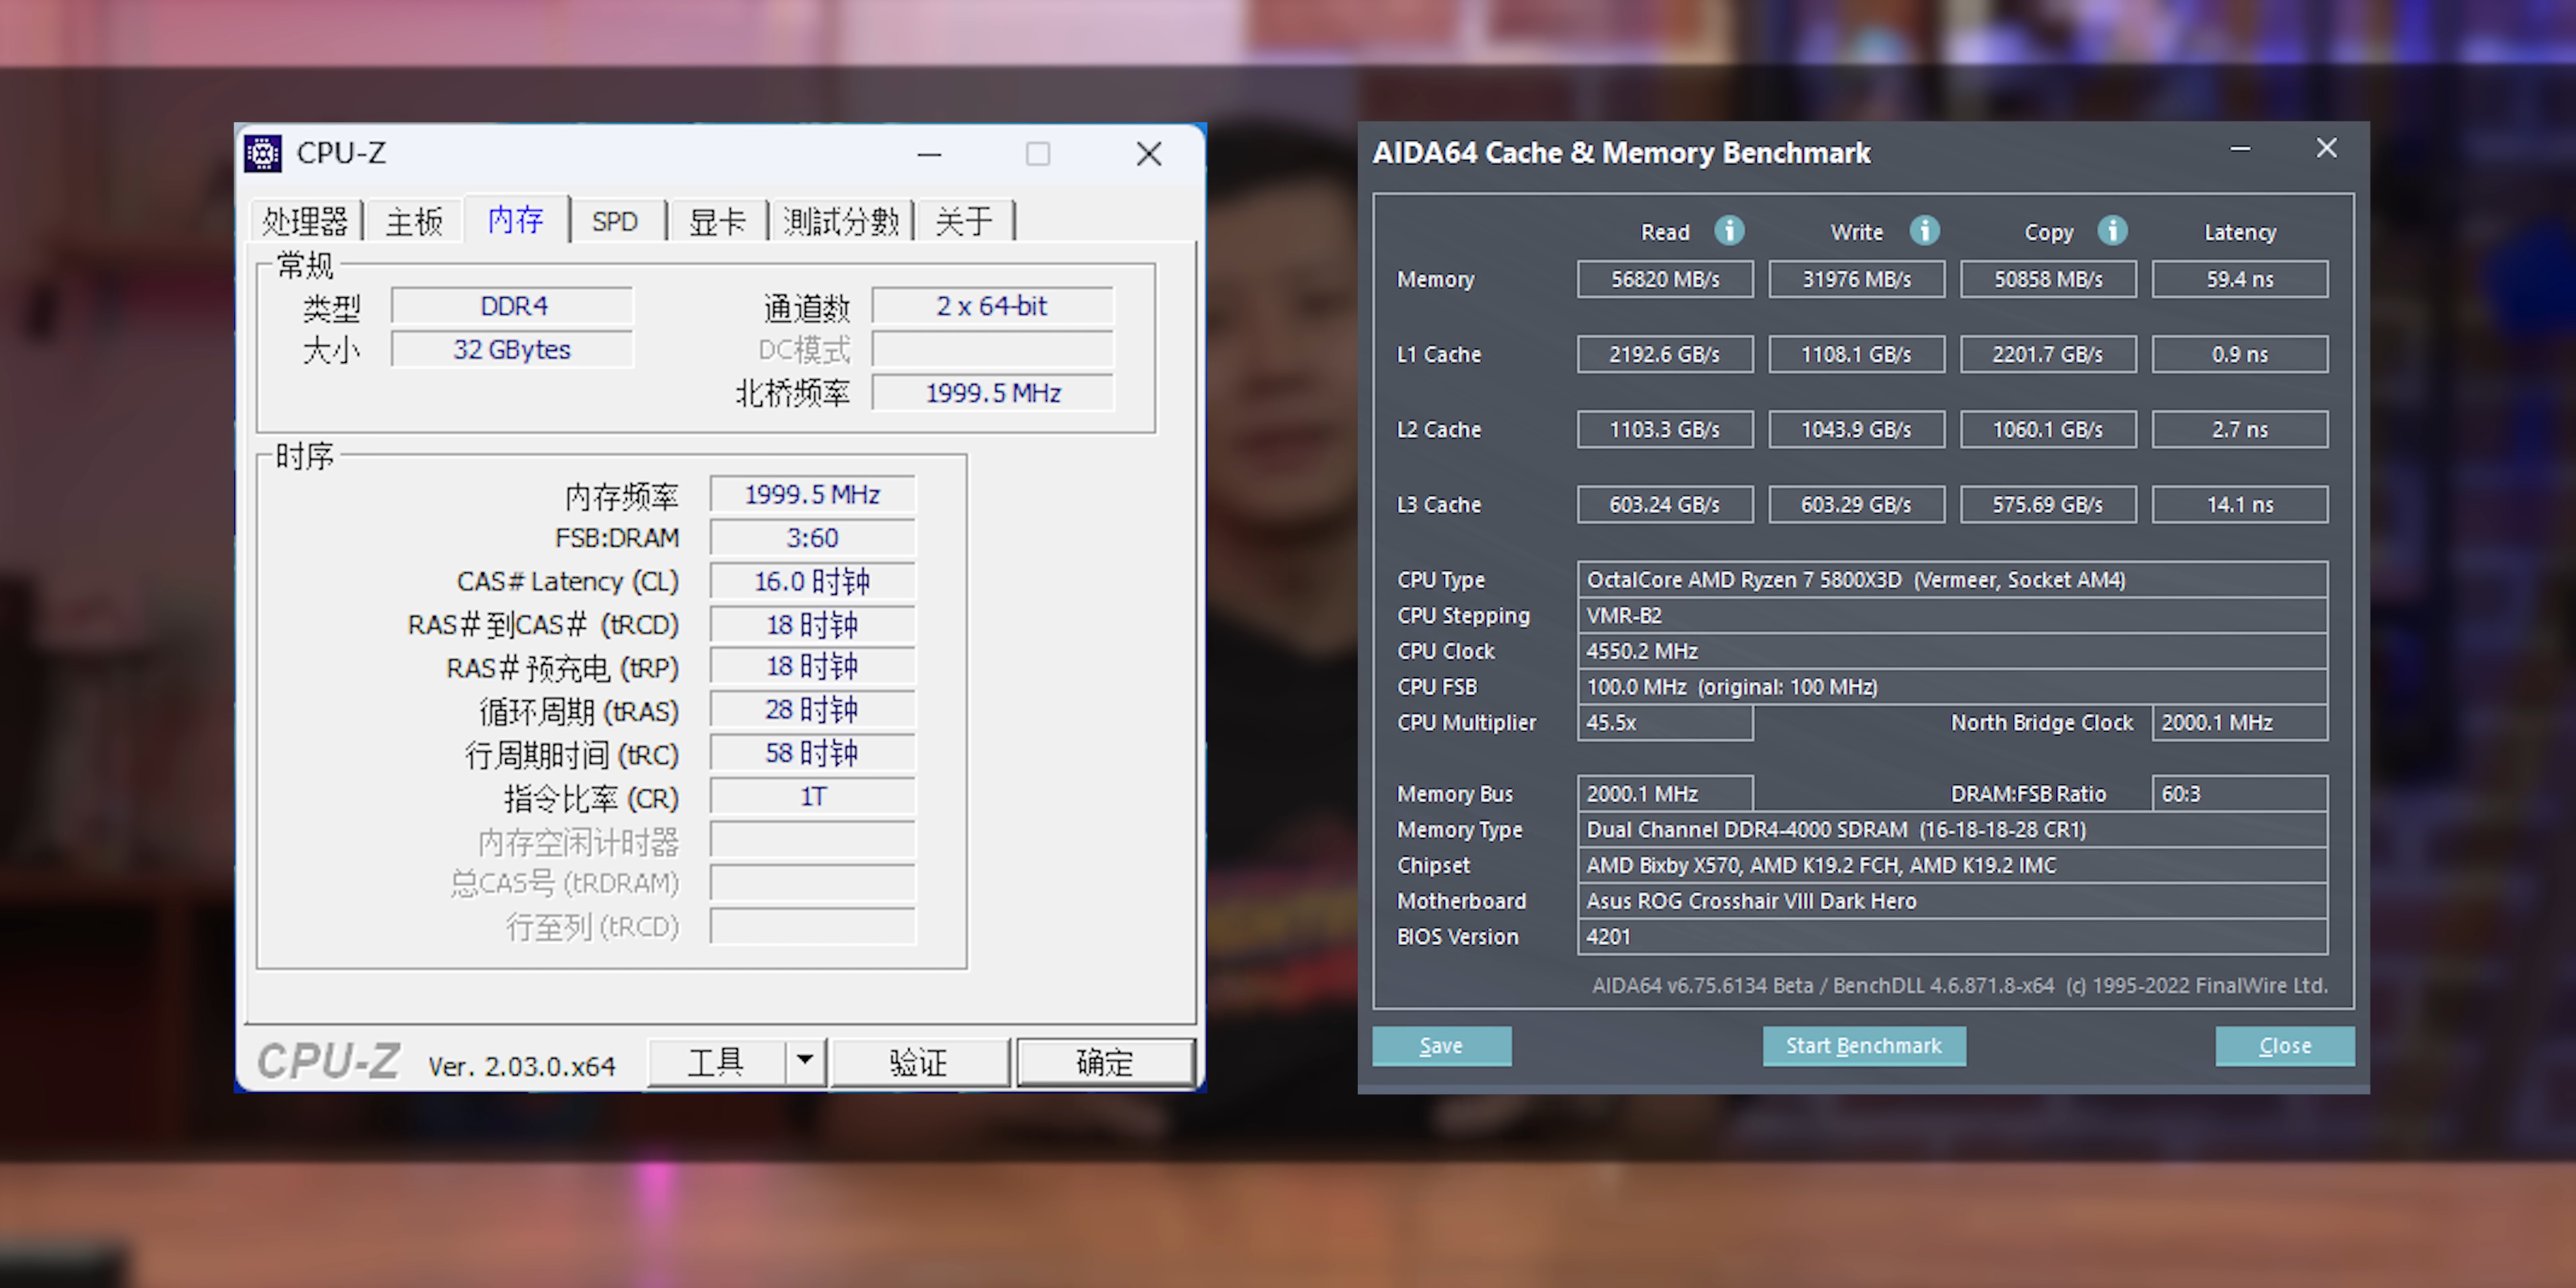 CPU-Z
处理器 主板 内存 SPD 显卡 測試分數 关于
常规
类型 DDR4 通道数 2 x 64-bit
大小 32 GBytes DC模式
北桥频率 1999.5 MHz
时序
内存频率 1999.5 MHz
FSB:DRAM 3:60
CAS# Latency (CL) 16.0 时钟
RAS# 到CAS# (tRCD) 18 时钟
RAS# 预充电 (tRP) 18 时钟
循环周期 (tRAS) 28 时钟
行周期时间 (tRC) 58 时钟
指令比率 (CR) 1T
内存空闲计时器
总CAS号 (tRDRAM)
行至列 (tRCD)
CPU-Z Ver. 2.03.0.x64 工具 验证 确定
AIDA64 Cache & Memory Benchmark
Read Write Copy Latency
Memory 56820 MB/s 31976 MB/s 50858 MB/s 59.4 ns
L1 Cache 2192.6 GB/s 1108.1 GB/s 2201.7 GB/s 0.9 ns
L2 Cache 1103.3 GB/s 1043.9 GB/s 1060.1 GB/s 2.7 ns
L3 Cache 603.24 GB/s 603.29 GB/s 575.69 GB/s 14.1 ns
CPU Type OctalCore AMD Ryzen 7 5800X3D (Vermeer, Socket AM4)
CPU Stepping VMR-B2
CPU Clock 4550.2 MHz
CPU FSB 100.0 MHz (original: 100 MHz)
CPU Multiplier 45.5x North Bridge Clock 2000.1 MHz
Memory Bus 2000.1 MHz DRAM:FSB Ratio 60:3
Memory Type Dual Channel DDR4-4000 SDRAM (16-18-18-28 CR1)
Chipset AMD Bixby X570, AMD K19.2 FCH, AMD K19.2 IMC
Motherboard Asus ROG Crosshair VIII Dark Hero
BIOS Version 4201
AIDA64 v6.75.6134 Beta / BenchDLL 4.6.871.8-x64 (c) 1995-2022 FinalWire Ltd.
Save Start Benchmark Close